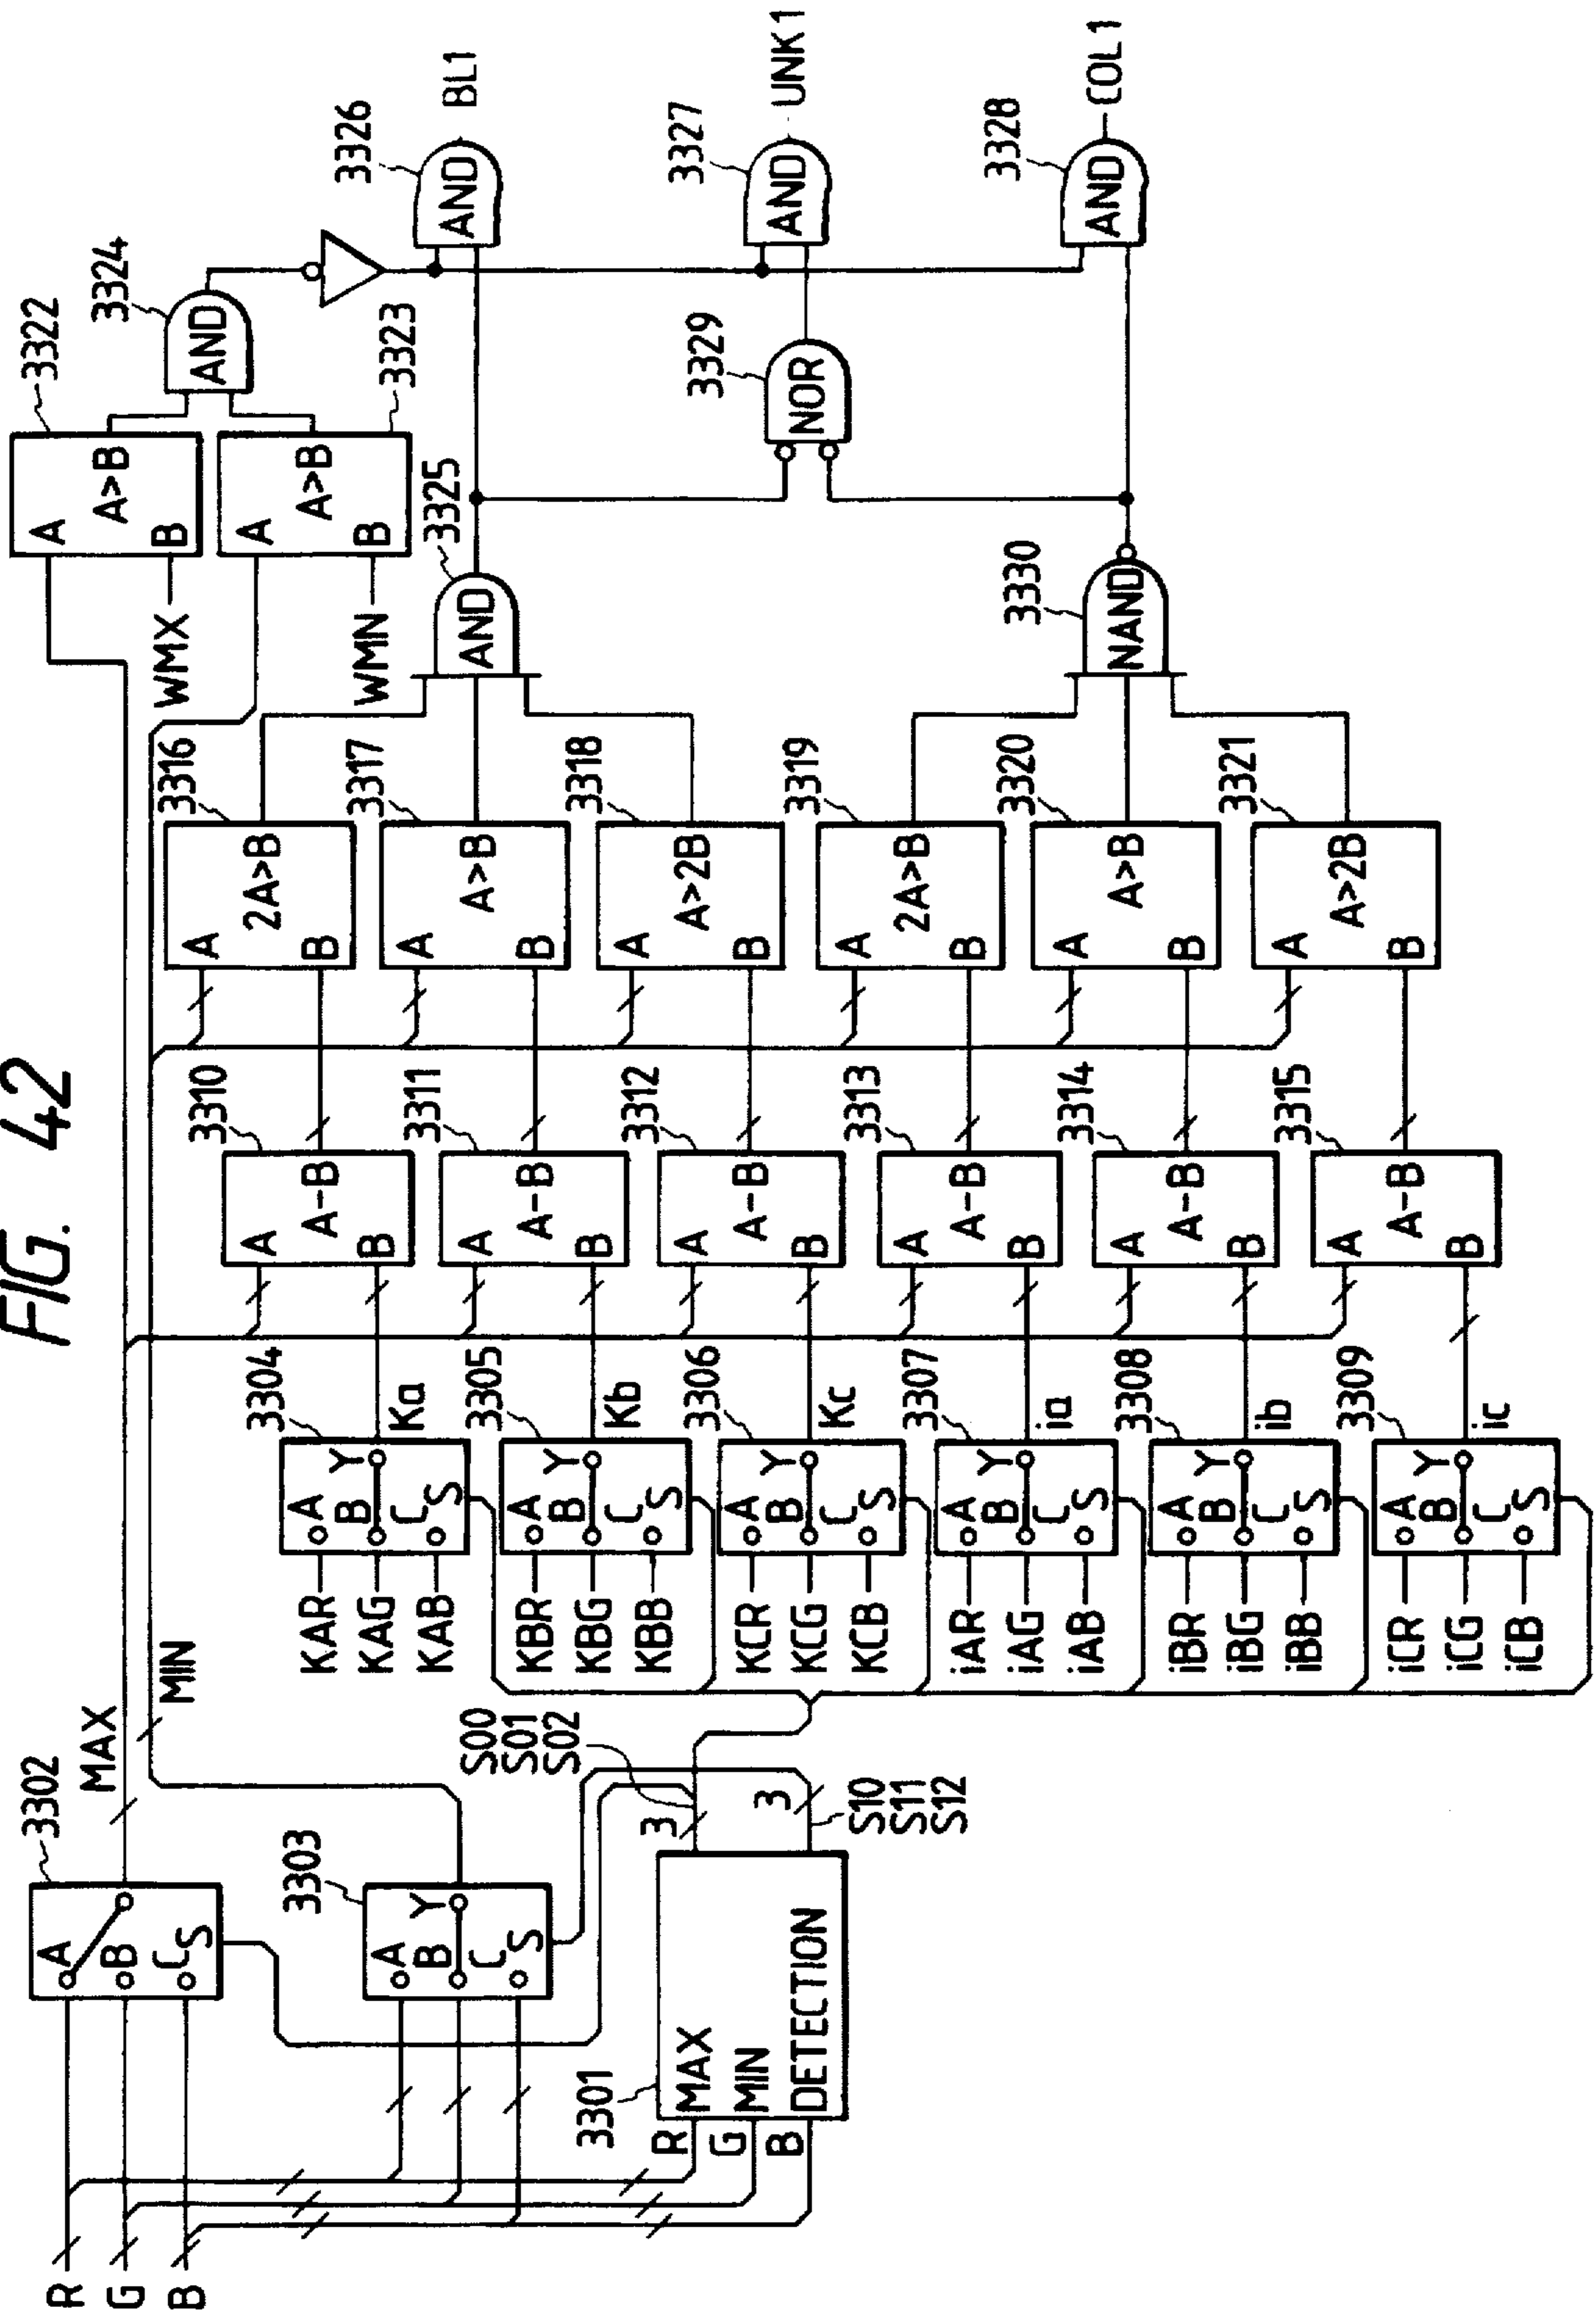 FIG. 42
R
G
B
3302
A
B
C
S
MAX
3303
A
B
C
Y
S
MIN
3301
R
G
B
MAX
MIN
DETECTION
3
S00
S01
S02
3
S10
S11
S12
KAR
KAG
KAB
3304
A
B
C
Y
S
Ka
KBR
KBG
KBB
3305
A
B
C
Y
S
Kb
KCR
KCG
KCB
3306
A
B
C
Y
S
Kc
iAR
iAG
iAB
3307
A
B
C
Y
S
ia
iBR
iBG
iBB
3308
A
B
C
Y
S
ib
iCR
iCG
iCB
3309
A
B
C
Y
S
ic
3310
A
A-B
B
3311
A
A-B
B
3312
A
A-B
B
3313
A
A-B
B
3314
A
A-B
B
3315
A
A-B
B
3316
A
2A>B
B
3317
A
A>B
B
3318
A
A>2B
B
3319
A
2A>B
B
3320
A
A>B
B
3321
A
A>2B
B
WMX
3322
A
A>B
B
WMN
3323
A
A>B
B
3324
AND
3325
AND
3330
NAND
3329
NOR
3326
AND
BL1
3327
AND
UNK1
3328
AND
COL1